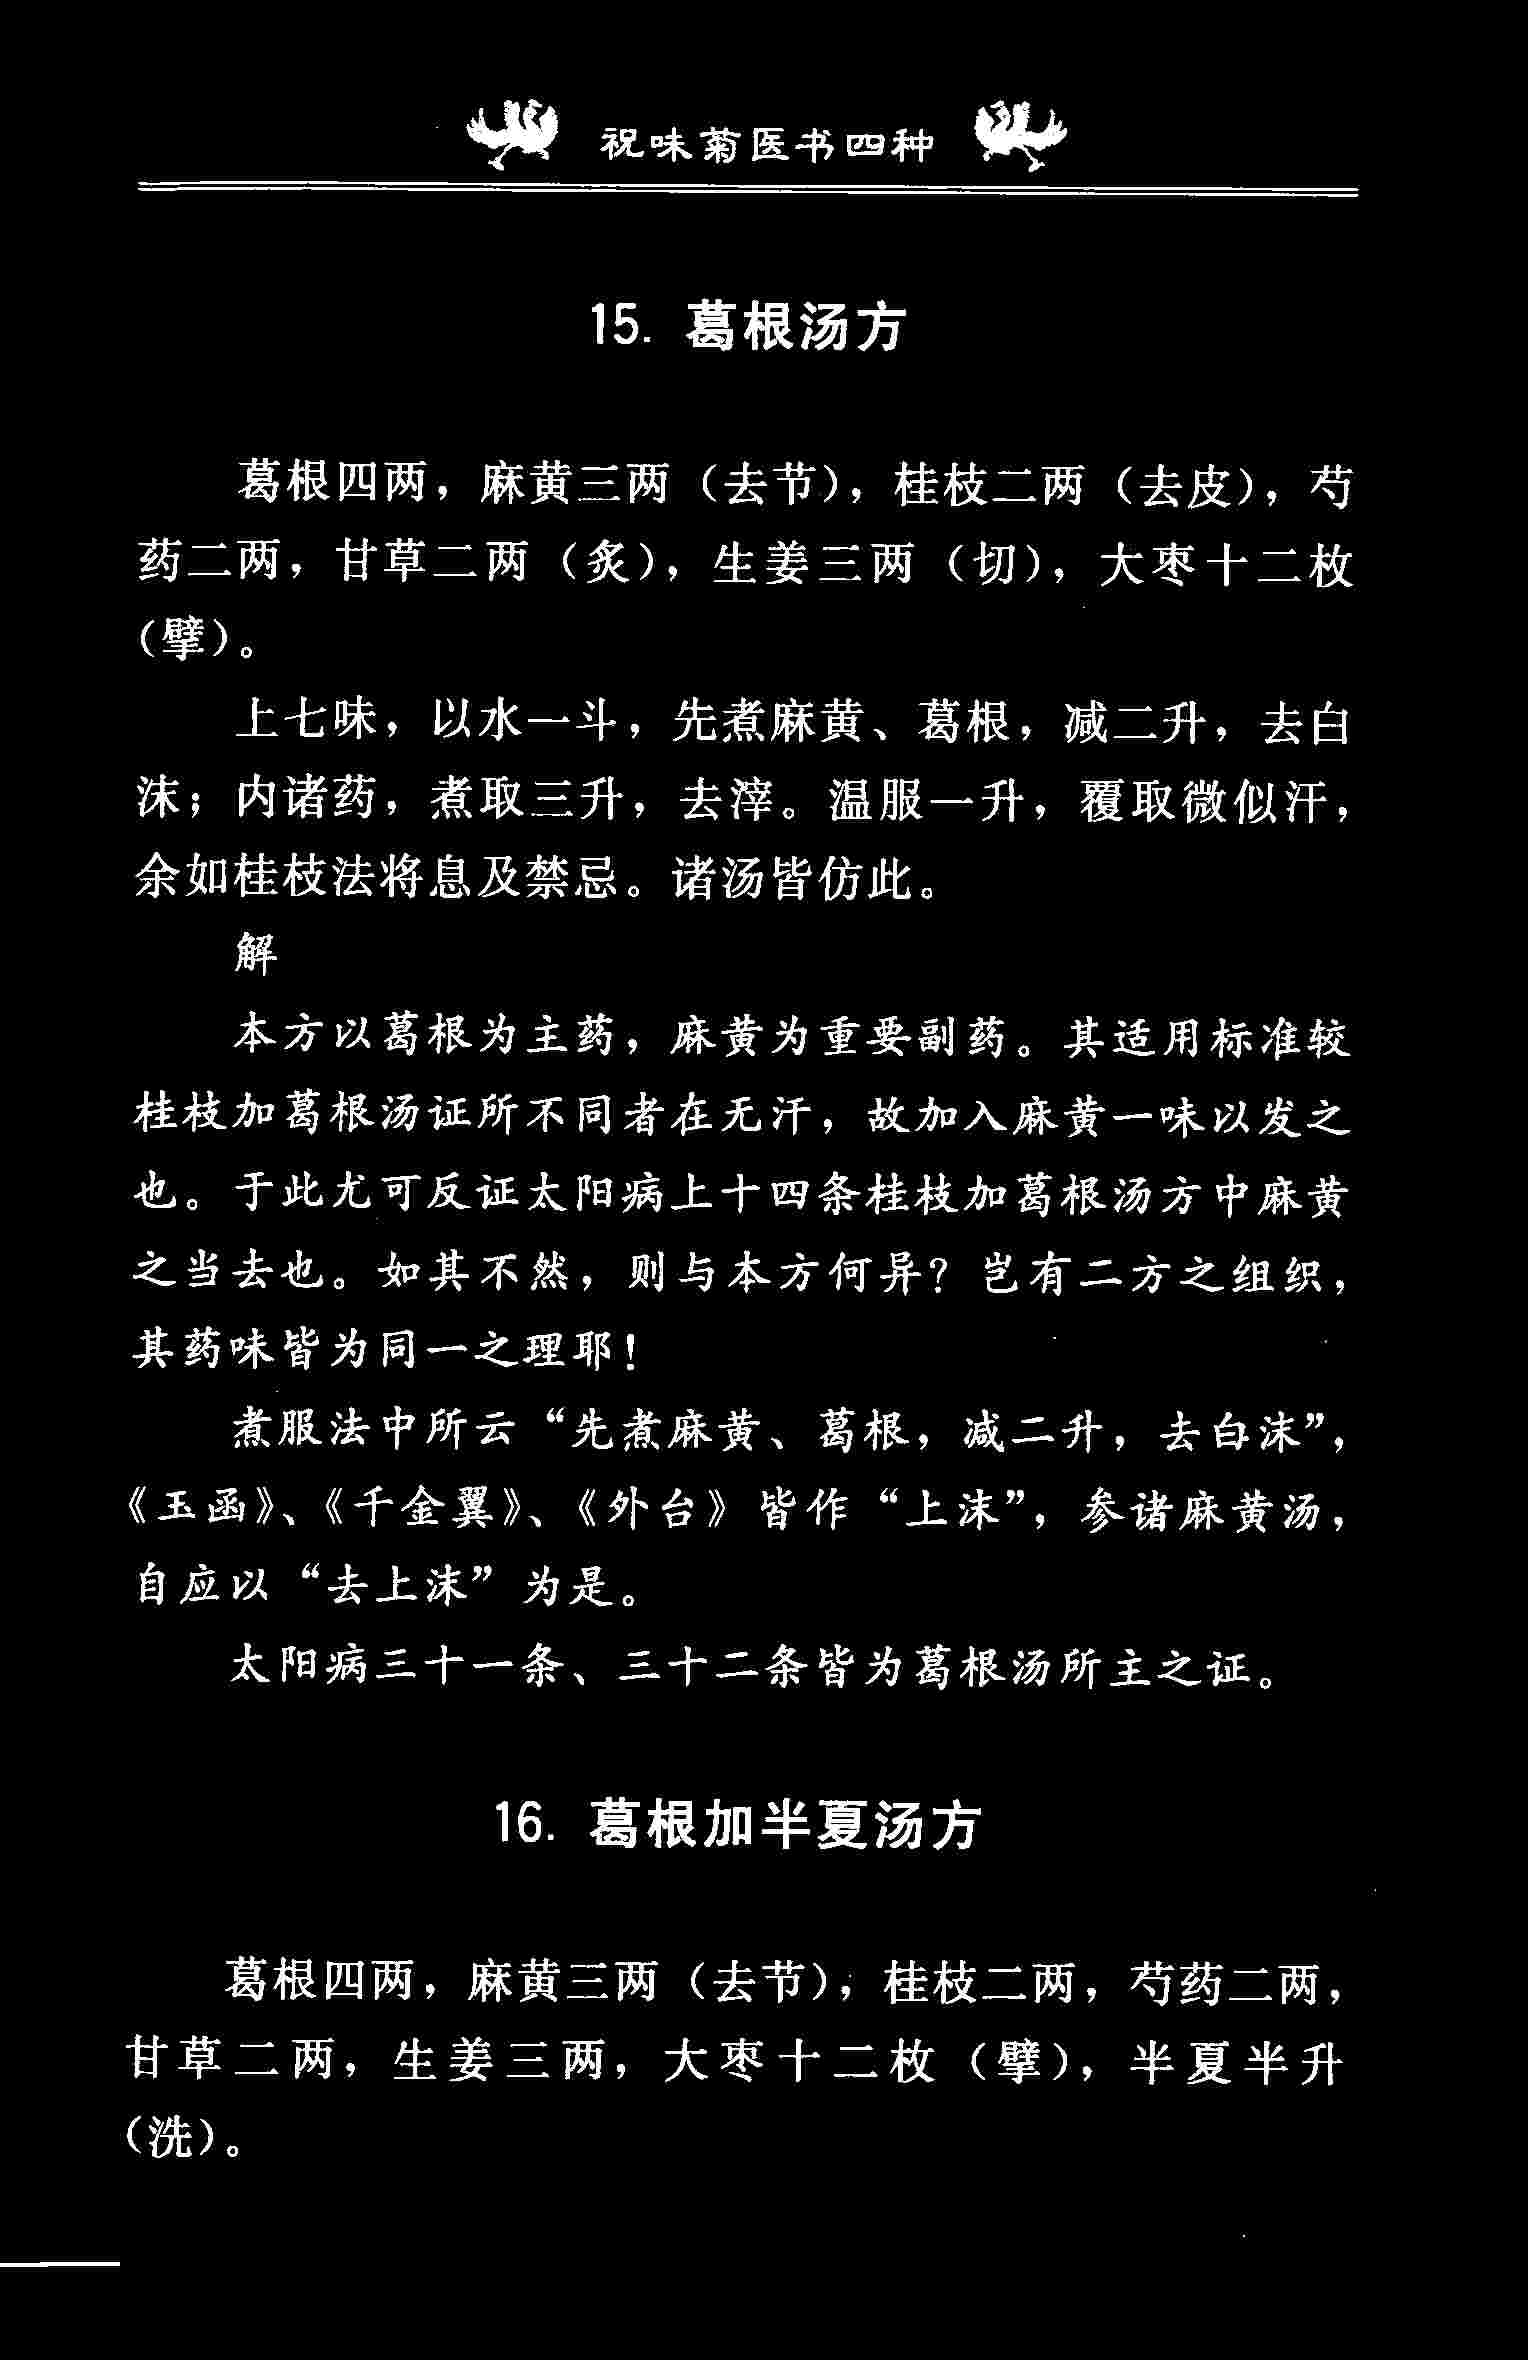 祝味菊医书四种
15. 葛根汤方
葛根四两，麻黄三两（去节），桂枝二两（去皮），芍
药二两，甘草二两（炙），生姜三两（切），大枣十二枚
（擘）。
上七味，以水一斗，先煮麻黄、葛根，减二升，去白
沫；内诸药，煮取三升，去滓。温服一升，覆取微似汗，
余如桂枝法将息及禁忌。诸汤皆仿此。
解
本方以葛根为主药，麻黄为重要副药。其适用标准较
桂枝加葛根汤证所不同者在无汗，故加入麻黄一味以发之
也。于此尤可反证太阳病上十四条桂枝加葛根汤方中麻黄
之当去也。如其不然，则与本方何异？岂有二方之组织，
其药味皆为同一之理耶！
煮服法中所云“先煮麻黄、葛根，减二升，去白沫”，
《玉函》、《千金翼》、《外台》皆作“上沫”，参诸麻黄汤，
自应以“去上沫”为是。
太阳病三十一条、三十二条皆为葛根汤所主之证。
16. 葛根加半夏汤方
葛根四两，麻黄三两（去节），桂枝二两，芍药二两，
甘草二两，生姜三两，大枣十二枚（擘），半夏半升
（洗）。